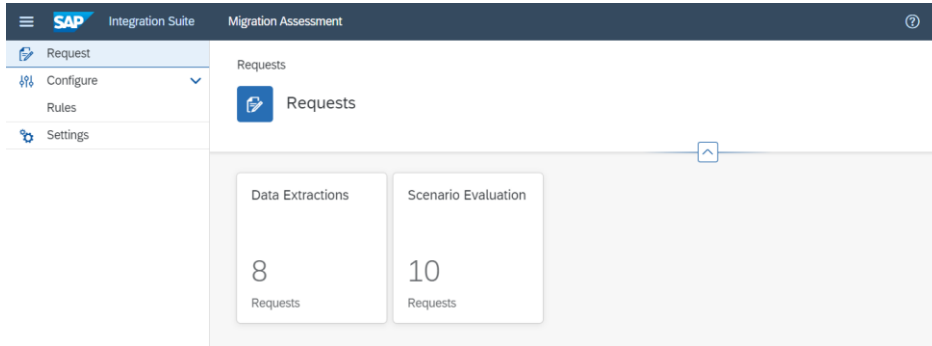 SAP Integration Suite Migration Assessment
Request
Configure
Rules
Settings
Requests
Requests
Data Extractions
8
Requests
Scenario Evaluation
10
Requests